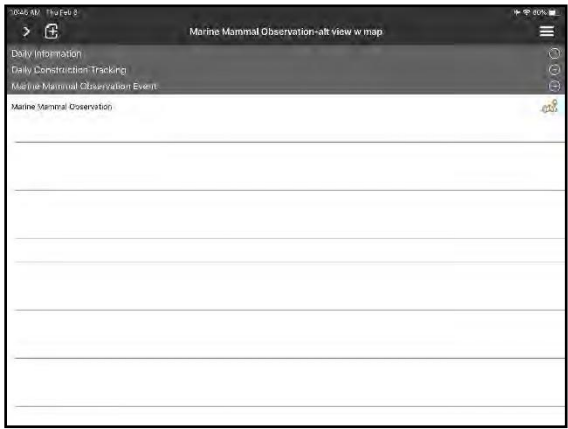 10:46 AM Thu Feb 8
80%
Marine Mammal Observation-alt view w map
Daily Information
Daily Construction Tracking
Marine Mammal Observation Event
Marine Mammal Observation